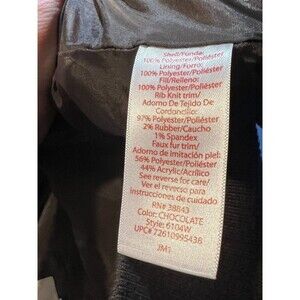 Shell/Funda:
100% Polyester/Poliéster
Lining/Forro:
100% Polyester/Poliéster
Fill/Relleno:
100% Polyester/Poliéster
Rib Knit trim/
Adorno De Tejido De
Cordoncillo:
97% Polyester/Poliéster
2% Rubber/Caucho
1% Spandex
Faux fur trim/
Adorno de imitación piel:
56% Polyester/Poliéster
44% Acrylic/Acrílico
See reverse for care/
Ver el reverso para
instrucciones de cuidado
RN# 38843
Color: CHOCOLATE
Style: 6104W
UPC# 72610995438
JM1